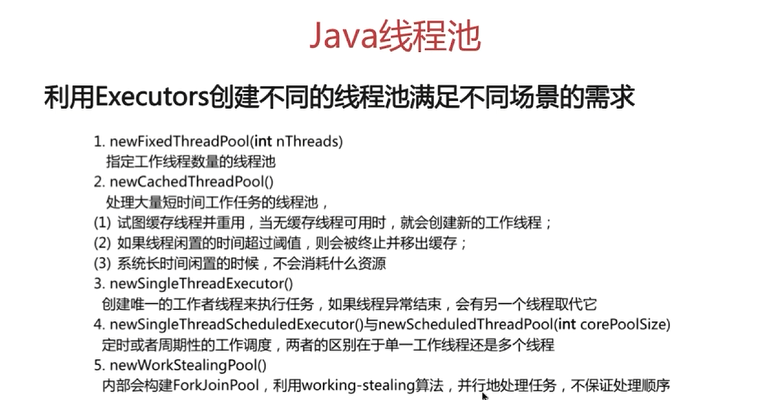 Java线程池
利用Executors创建不同的线程池满足不同场景的需求
1. newFixedThreadPool(int nThreads)
指定工作线程数量的线程池
2. newCachedThreadPool()
处理大量短时间工作任务的线程池，
(1) 试图缓存线程并重用，当无缓存线程可用时，就会创建新的工作线程；
(2) 如果线程闲置的时间超过阈值，则会被终止并移出缓存；
(3) 系统长时间闲置的时候，不会消耗什么资源
3. newSingleThreadExecutor()
创建唯一的工作者线程来执行任务，如果线程异常结束，会有另一个线程取代它
4. newSingleThreadScheduledExecutor()与newScheduledThreadPool(int corePoolSize)
定时或者周期性的工作调度，两者的区别在于单一工作线程还是多个线程
5. newWorkStealingPool()
内部会构建ForkJoinPool，利用working-stealing算法，并行地处理任务，不保证处理顺序